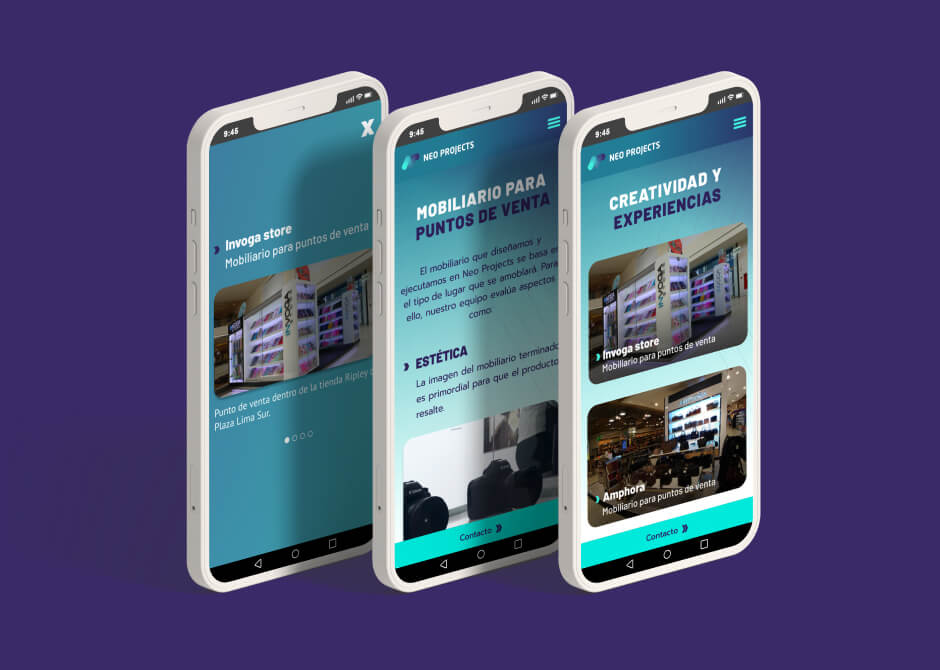 9:45
X
Invoga store
Mobiliario para puntos de venta
INVOGA
Punto de venta dentro de la tienda Ripley
Plaza Lima Sur.
9:45
NEO PROJECTS
MOBILIARIO PARA
PUNTOS DE VENTA
El mobiliario que diseñamos y
ejecutamos en Neo Projects se basa en
el tipo de lugar que se amoblará. Para
ello, nuestro equipo evalúa aspectos
como:
ESTÉTICA
La imagen del mobiliario terminado
es primordial para que el producto
resalte.
Contacto
9:45
NEO PROJECTS
CREATIVIDAD Y
EXPERIENCIAS
INVOGA
Invoga store
Mobiliario para puntos de venta
Amphora
Mobiliario para puntos de venta
Contacto